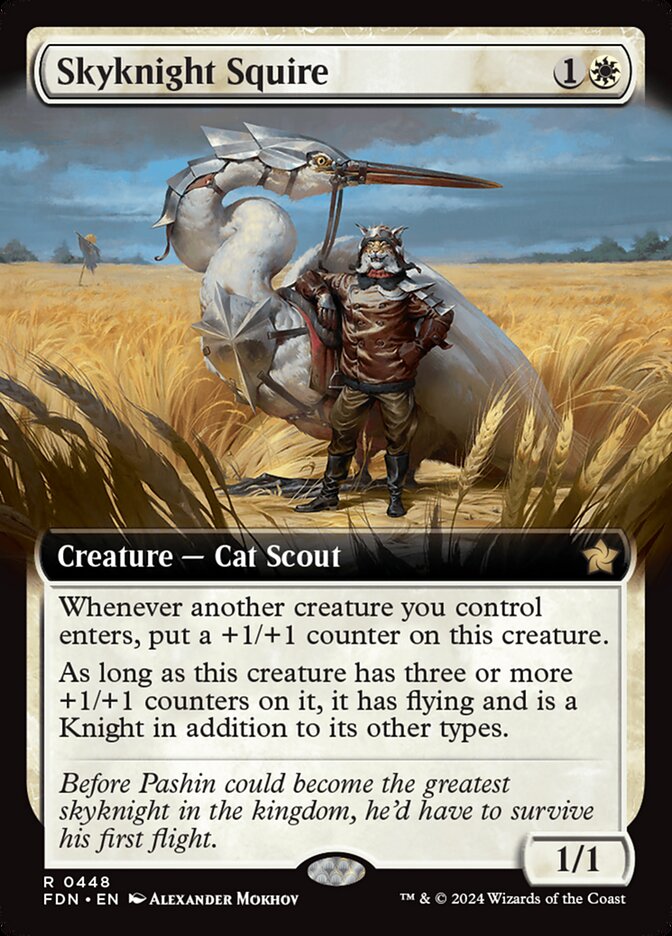 Skyknight Squire 1
Creature — Cat Scout
Whenever another creature you control
enters, put a +1/+1 counter on this creature.
As long as this creature has three or more
+1/+1 counters on it, it has flying and is a
Knight in addition to its other types.
Before Pashin could become the greatest
skyknight in the kingdom, he’d have to survive
his first flight.
1/1
R 0448
FDN • EN Alexander Mokhov
™ & © 2024 Wizards of the Coast